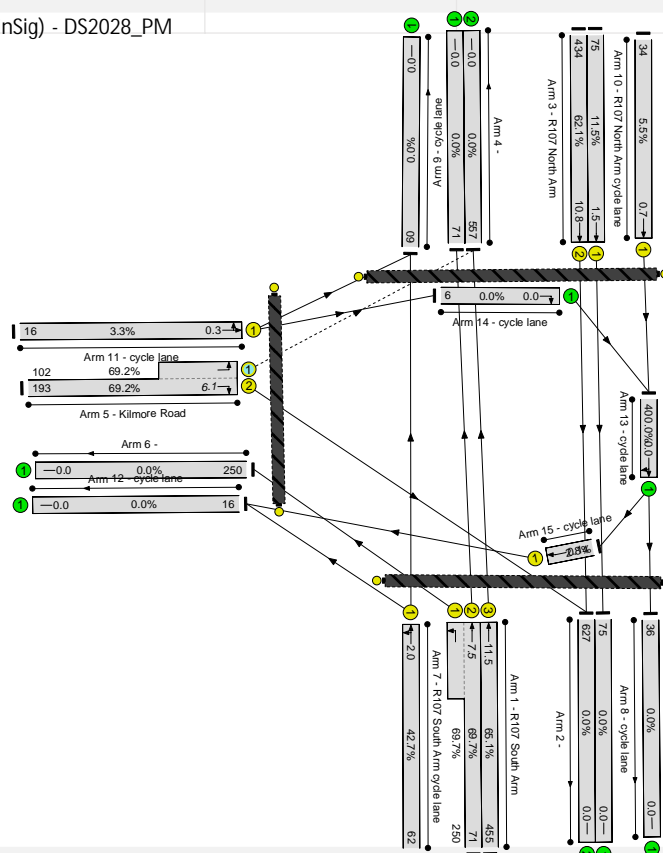 nSig) - DS2028_PM
1
0.0
0.0%
60
Arm 9 - cycle lane
1
0.0
0.0%
71
2
0.0
0.0%
557
Arm 4 -
Arm 3 - R107 North Arm
434
62.1%
10.8
2
75
11.5%
1.5
1
Arm 10 - R107 North Arm cycle lane
34
5.5%
0.7
1
6 0.0% 0.0
1
Arm 14 - cycle lane
16 3.3% 0.3
1
Arm 11 - cycle lane
102 69.2%
1
193 69.2% 6.1
2
Arm 5 - Kilmore Road
Arm 6 -
1
0.0 0.0% 250
Arm 12 - cycle lane
1
0.0 0.0% 16
Arm 13 - cycle lane
40
0.0%
0.0
1
Arm 15 - cycle lane
1
1
2.0
42.7%
62
Arm 7 - R107 South Arm cycle lane
1
69.7%
250
2
7.5
69.7%
71
3
11.5
65.1%
455
Arm 1 - R107 South Arm
Arm 2 -
627
0.0%
0.0
75
0.0%
0.0
Arm 8 - cycle lane
36
0.0%
0.0
1